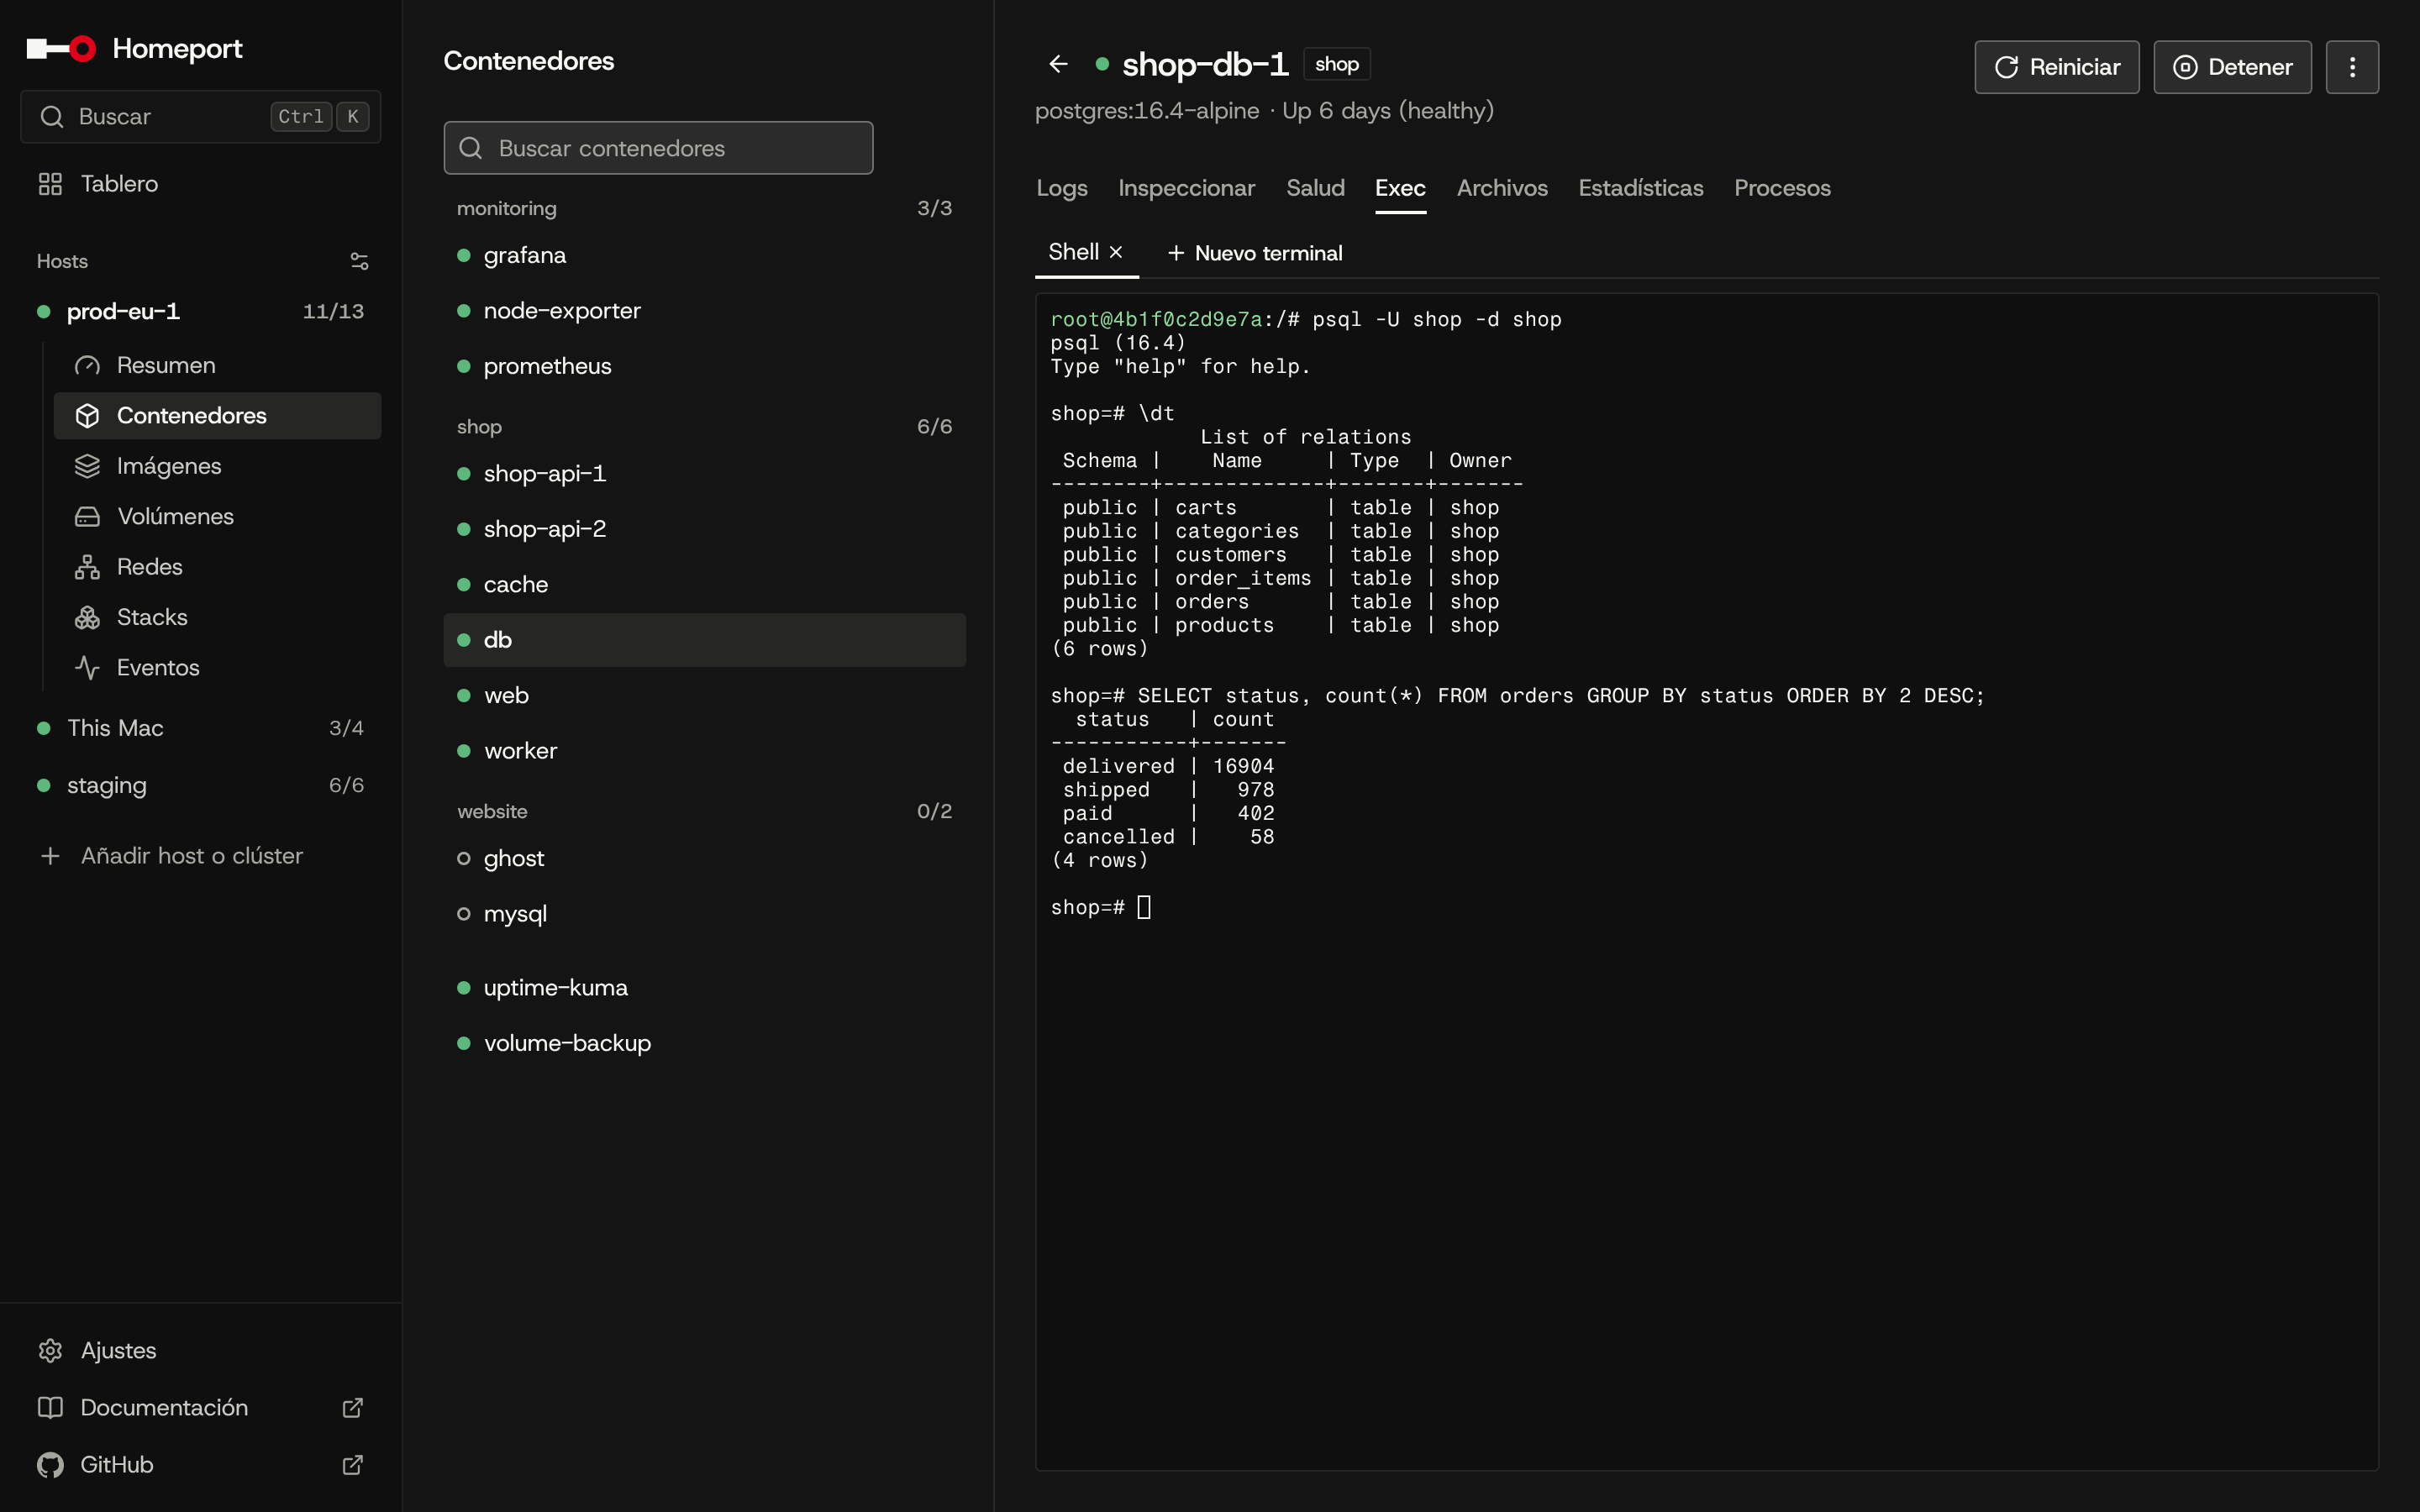 Homeport
Buscar Ctrl K
Tablero
Hosts
prod-eu-1 11/13
Resumen
Contenedores
Imágenes
Volúmenes
Redes
Stacks
Eventos
This Mac 3/4
staging 6/6
Añadir host o clúster
Ajustes
Documentación
GitHub
Contenedores
Buscar contenedores
monitoring 3/3
grafana
node-exporter
prometheus
shop 6/6
shop-api-1
shop-api-2
cache
db
web
worker
website 0/2
ghost
mysql
uptime-kuma
volume-backup
shop-db-1 shop
Reiniciar Detener
postgres:16.4-alpine · Up 6 days (healthy)
Logs Inspeccionar Salud Exec Archivos Estadísticas Procesos
Shell × + Nuevo terminal
root@4b1f0c2d9e7a:/# psql -U shop -d shop
psql (16.4)
Type "help" for help.
shop=# \dt
            List of relations
 Schema |    Name     | Type  | Owner
--------+-------------+-------+-------
 public | carts       | table | shop
 public | categories  | table | shop
 public | customers   | table | shop
 public | order_items | table | shop
 public | orders      | table | shop
 public | products    | table | shop
(6 rows)
shop=# SELECT status, count(*) FROM orders GROUP BY status ORDER BY 2 DESC;
  status   | count
-----------+-------
 delivered | 16904
 shipped   |   978
 paid      |   402
 cancelled |    58
(4 rows)
shop=#